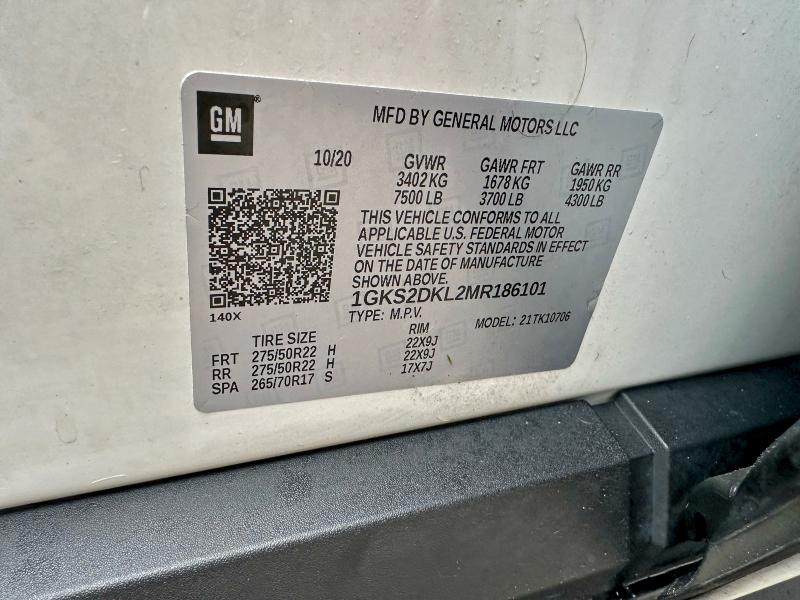 GM®
MFD BY GENERAL MOTORS LLC
10/20 GVWR GAWR FRT GAWR RR
3402 KG 1678 KG 1950 KG
7500 LB 3700 LB 4300 LB
THIS VEHICLE CONFORMS TO ALL
APPLICABLE U.S. FEDERAL MOTOR
VEHICLE SAFETY STANDARDS IN EFFECT
ON THE DATE OF MANUFACTURE
SHOWN ABOVE.
1GKS2DKL2MR186101
140X
TYPE: M.P.V. MODEL: 21TK10706
TIRE SIZE RIM
FRT 275/50R22 H 22X9J
RR 275/50R22 H 22X9J
SPA 265/70R17 S 17X7J